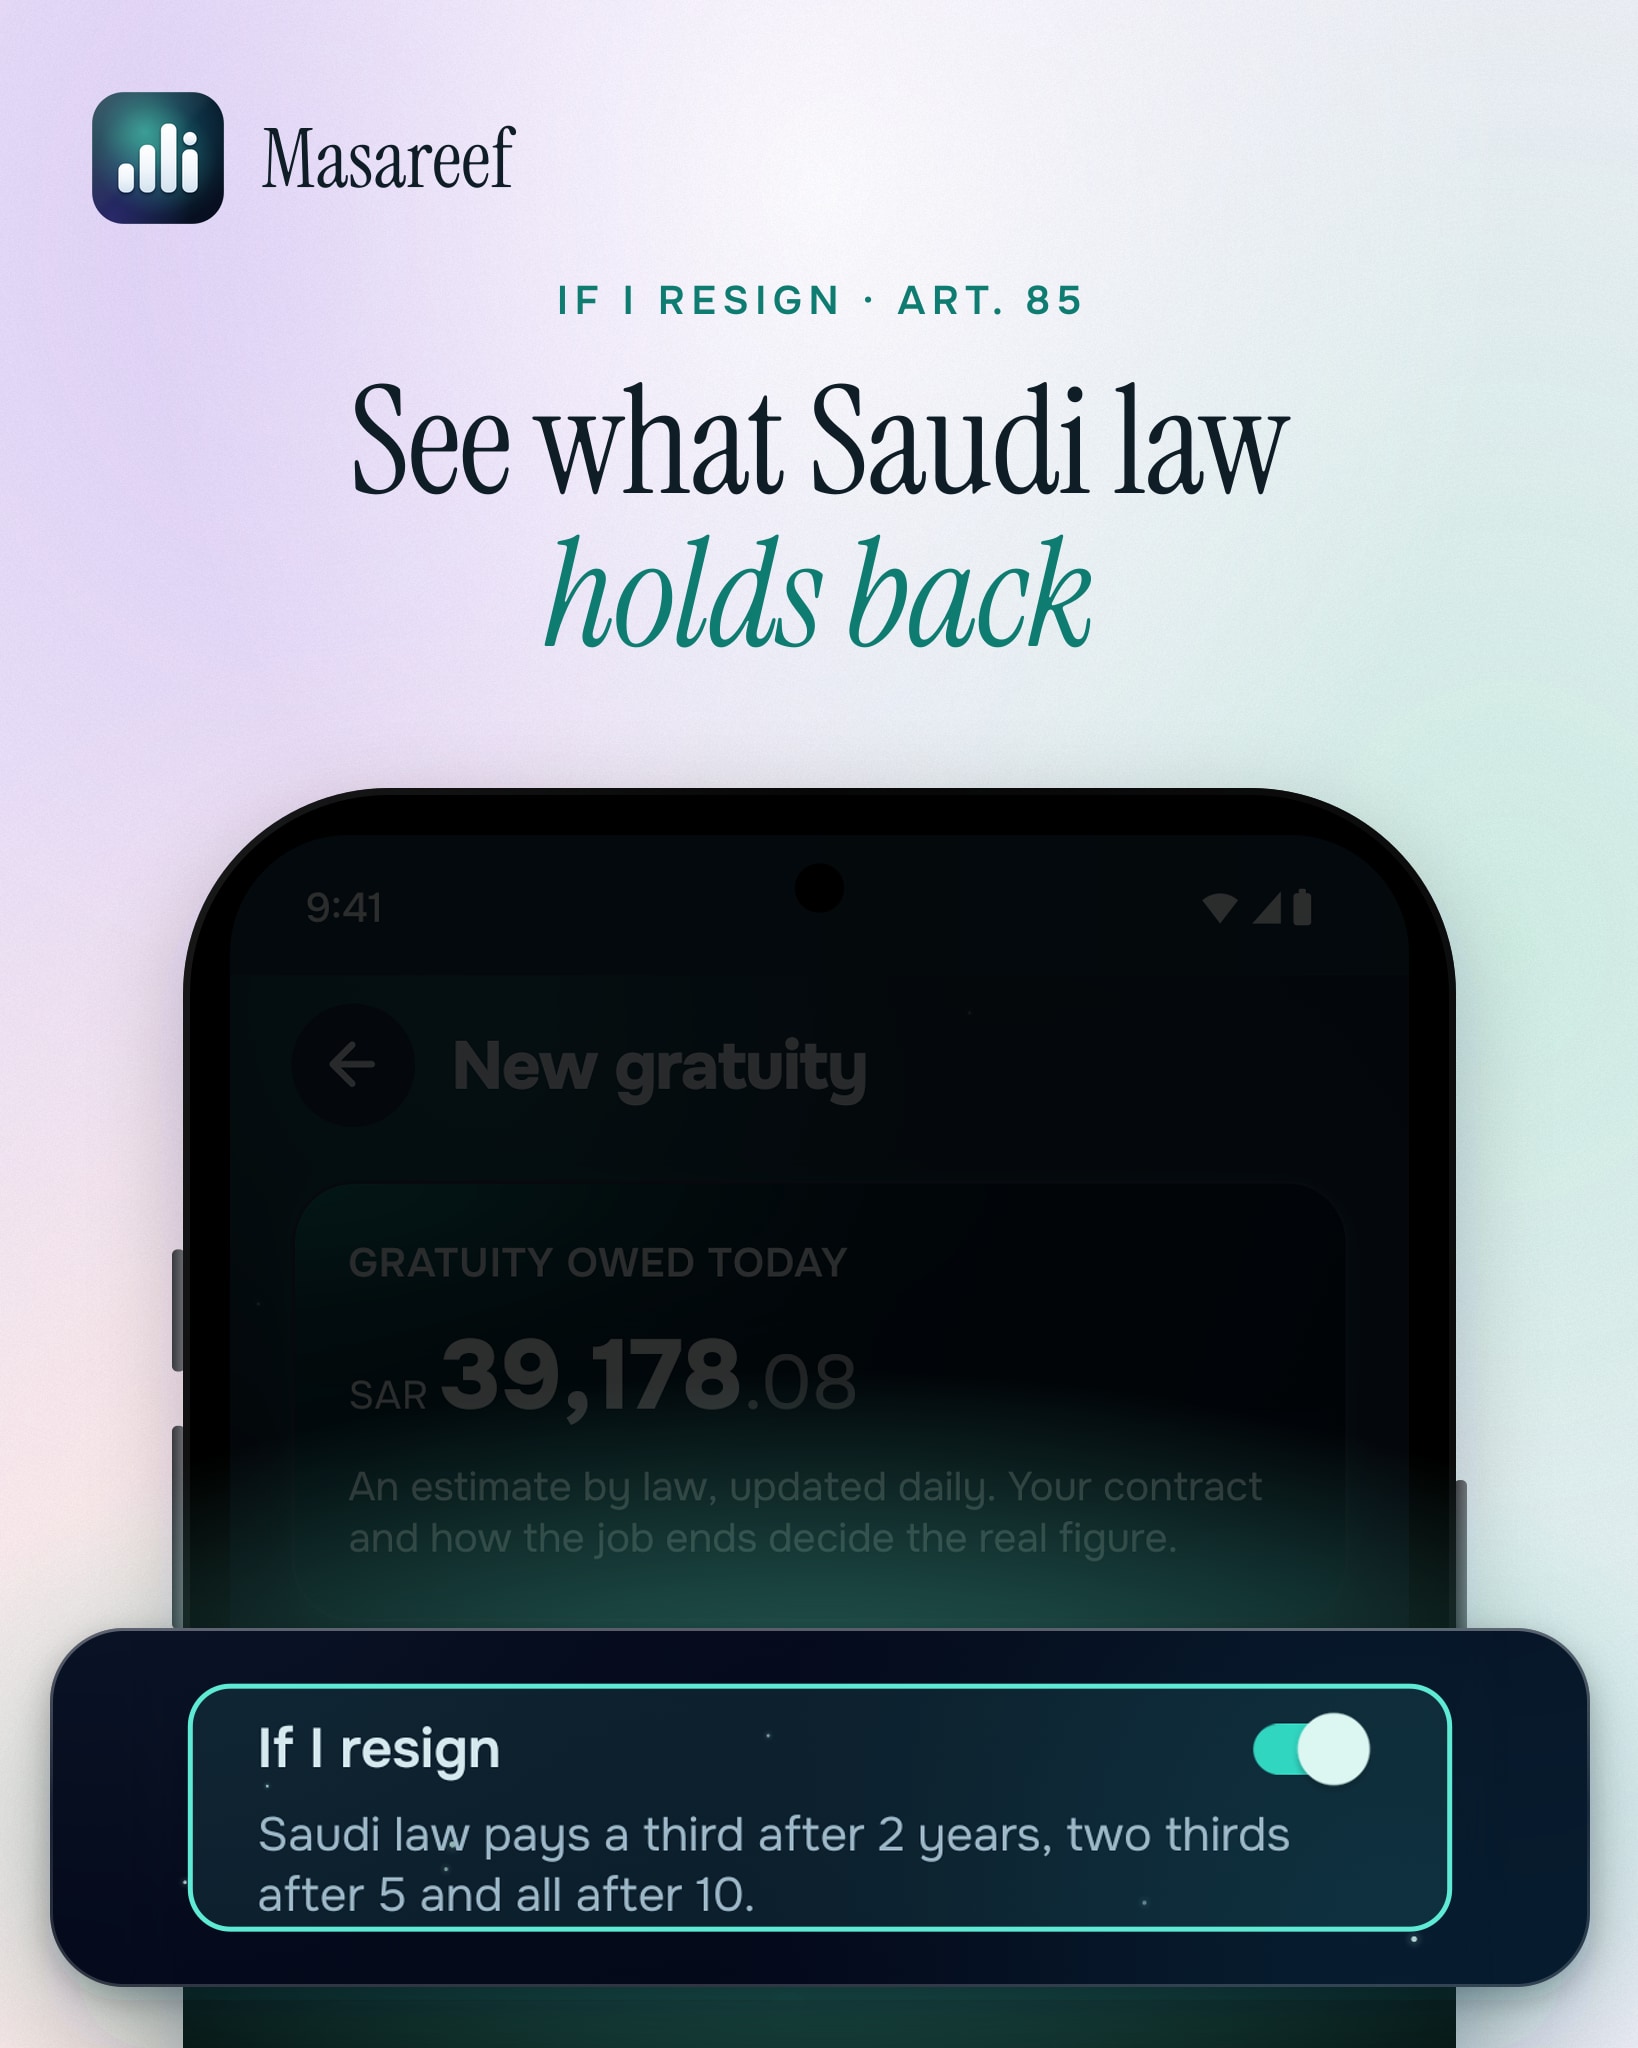 Masareef
IF I RESIGN · ART. 85
See what Saudi law
holds back
9:41
New gratuity
GRATUITY OWED TODAY
SAR 39,178.08
An estimate by law, updated daily. Your contract
and how the job ends decide the real figure.
If I resign
Saudi law pays a third after 2 years, two thirds
after 5 and all after 10.